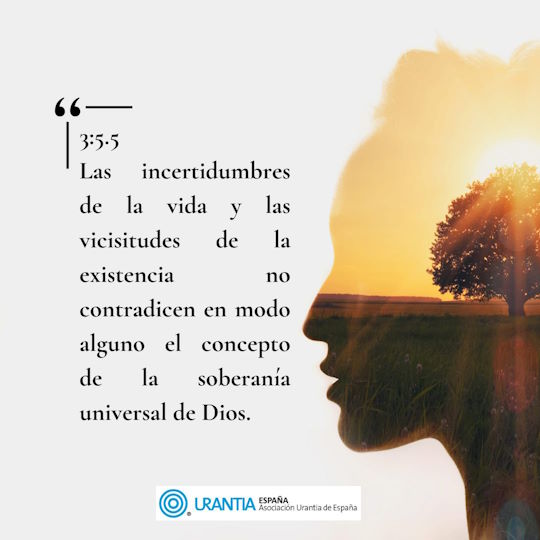 “
3:5.5
Las incertidumbres
de la vida y las
vicisitudes de la
existencia no
contradicen en modo
alguno el concepto
de la soberanía
universal de Dios.
® URANTIA ESPAÑA
Asociación Urantia de España